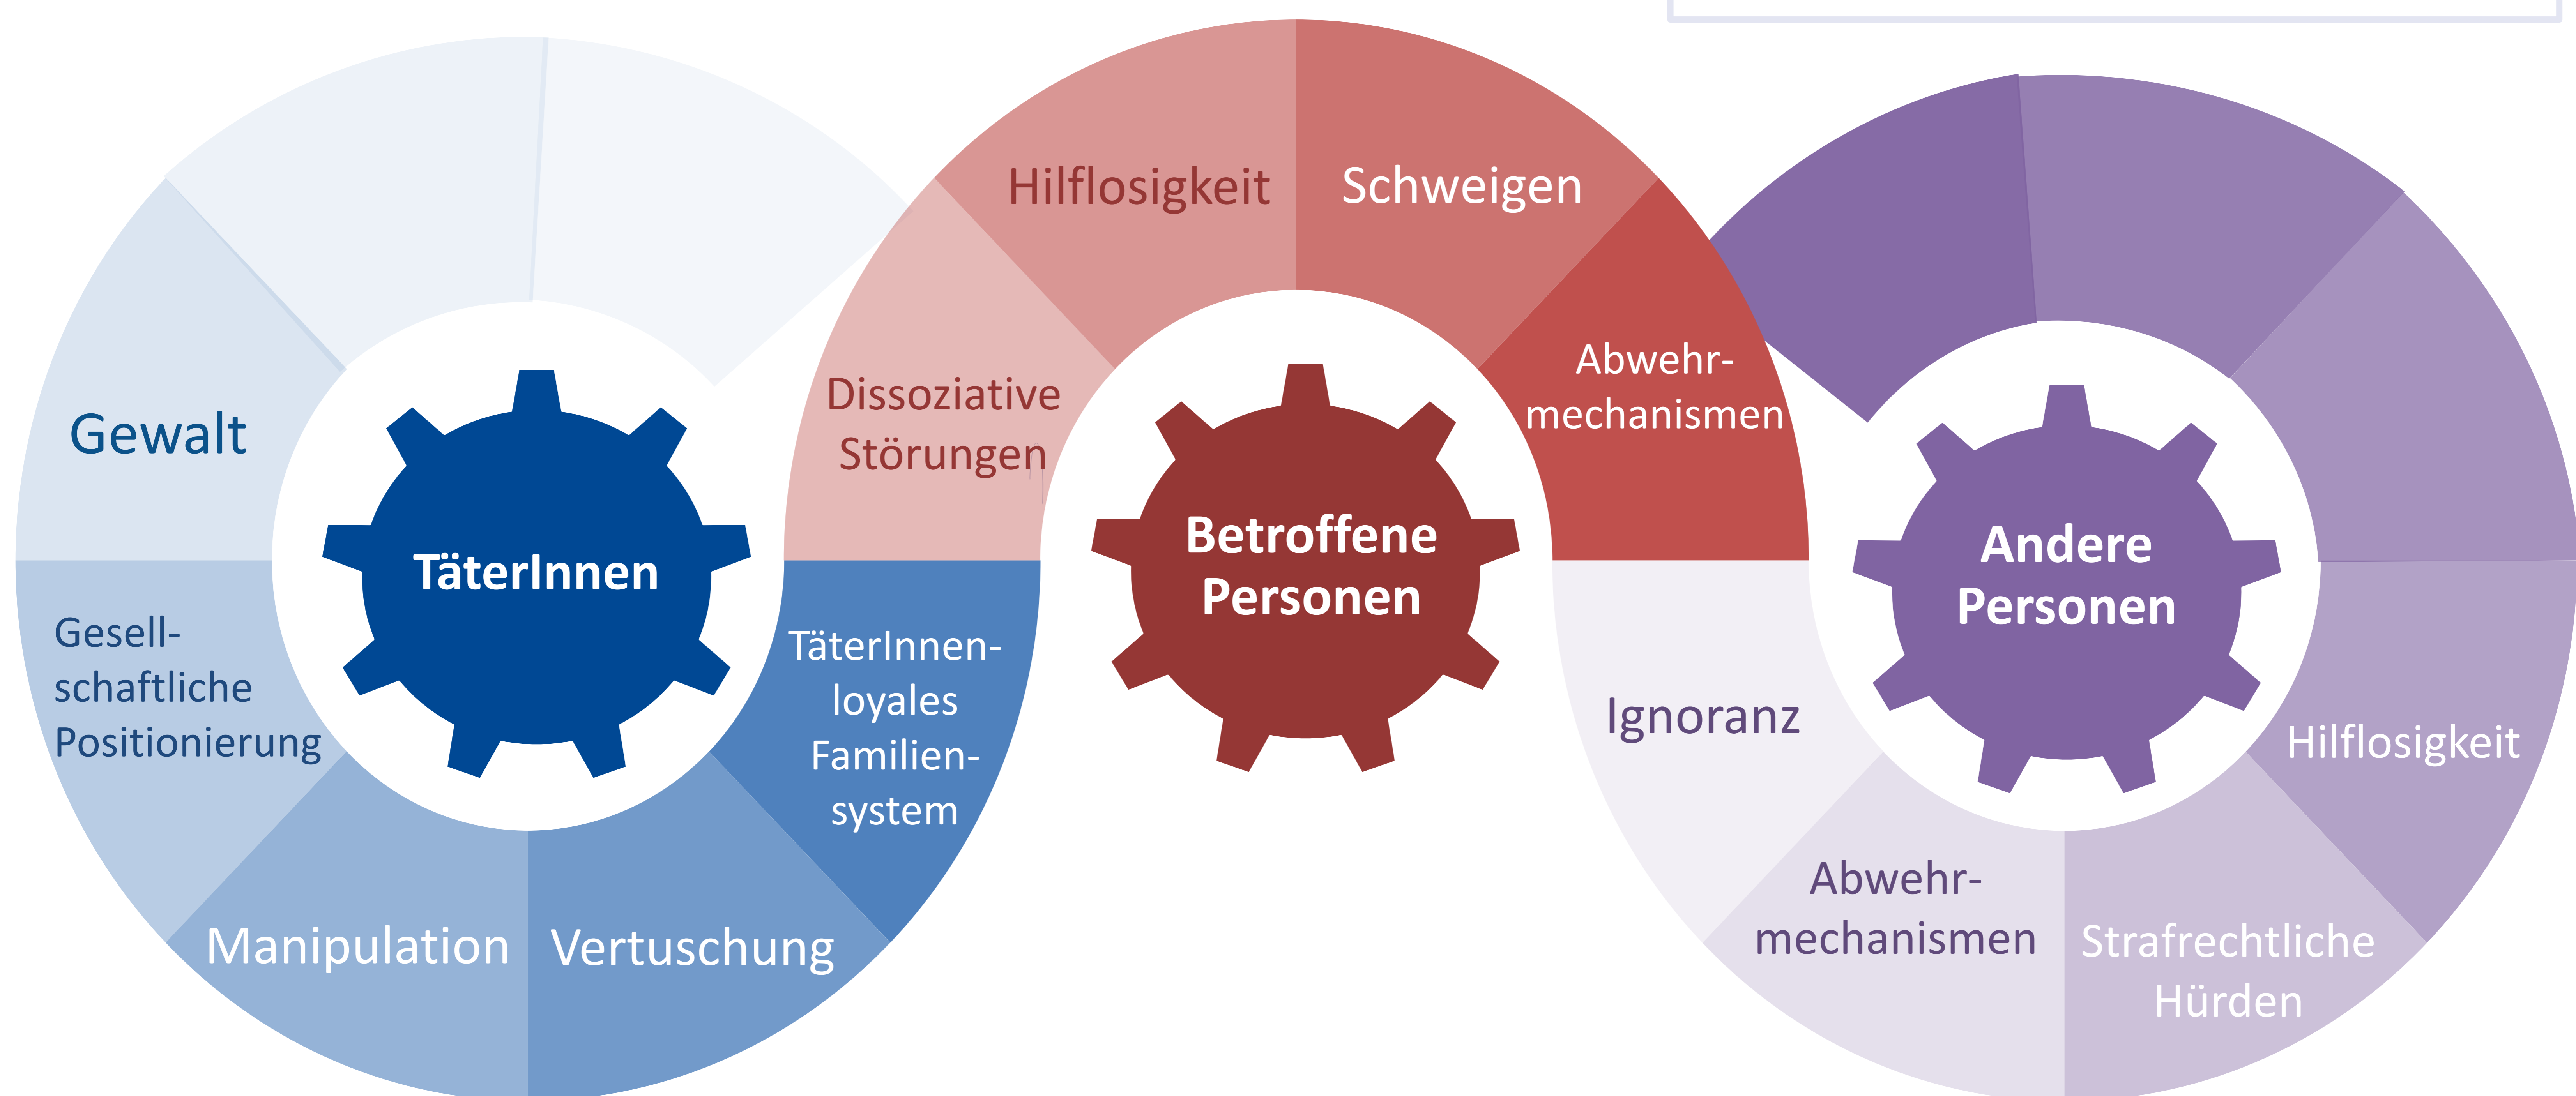 Gewalt
Gesell-
schaftliche
Positionierung
Manipulation
Vertuschung
TäterInnen-
loyales
Familien-
system
TäterInnen
Dissoziative
Störungen
Hilflosigkeit
Schweigen
Abwehr-
mechanismen
Betroffene
Personen
Ignoranz
Abwehr-
mechanismen
Strafrechtliche
Hürden
Hilflosigkeit
Andere
Personen